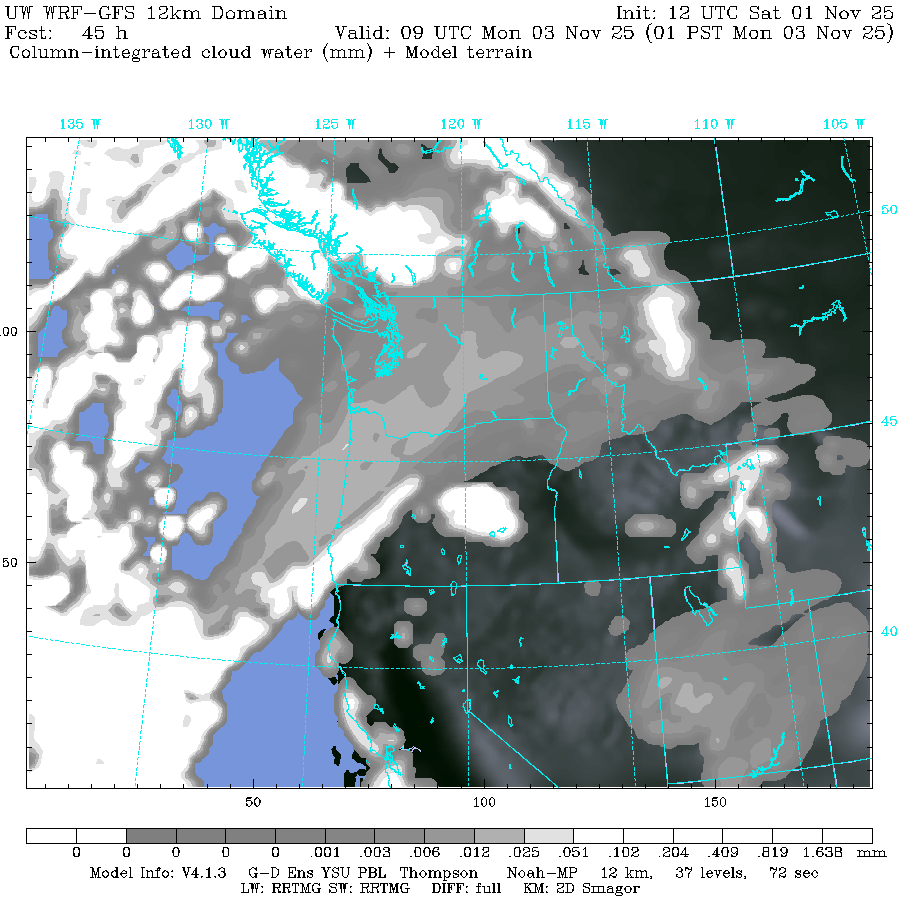 UW WRF-GFS 12km Domain Init: 12 UTC Sat 01 Nov 25
Fcst: 45 h Valid: 09 UTC Mon 03 Nov 25 (01 PST Mon 03 Nov 25)
Column-integrated cloud water (mm) + Model terrain
135 W 130 W 125 W 120 W 115 W 110 W 105 W
50
00
45
50
40
50 100 150
0 0 0 0 0 .001 .003 .006 .012 .025 .051 .102 .204 .409 .819 1.638 mm
Model Info: V4.1.3 G-D Ens YSU PBL Thompson Noah-MP 12 km, 37 levels, 72 sec
LW: RRTMG SW: RRTMG DIFF: full KM: 2D Smagor